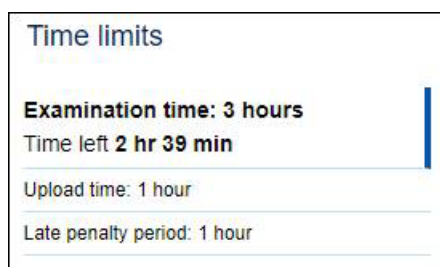 Time limits
Examination time: 3 hours
Time left 2 hr 39 min
Upload time: 1 hour
Late penalty period: 1 hour